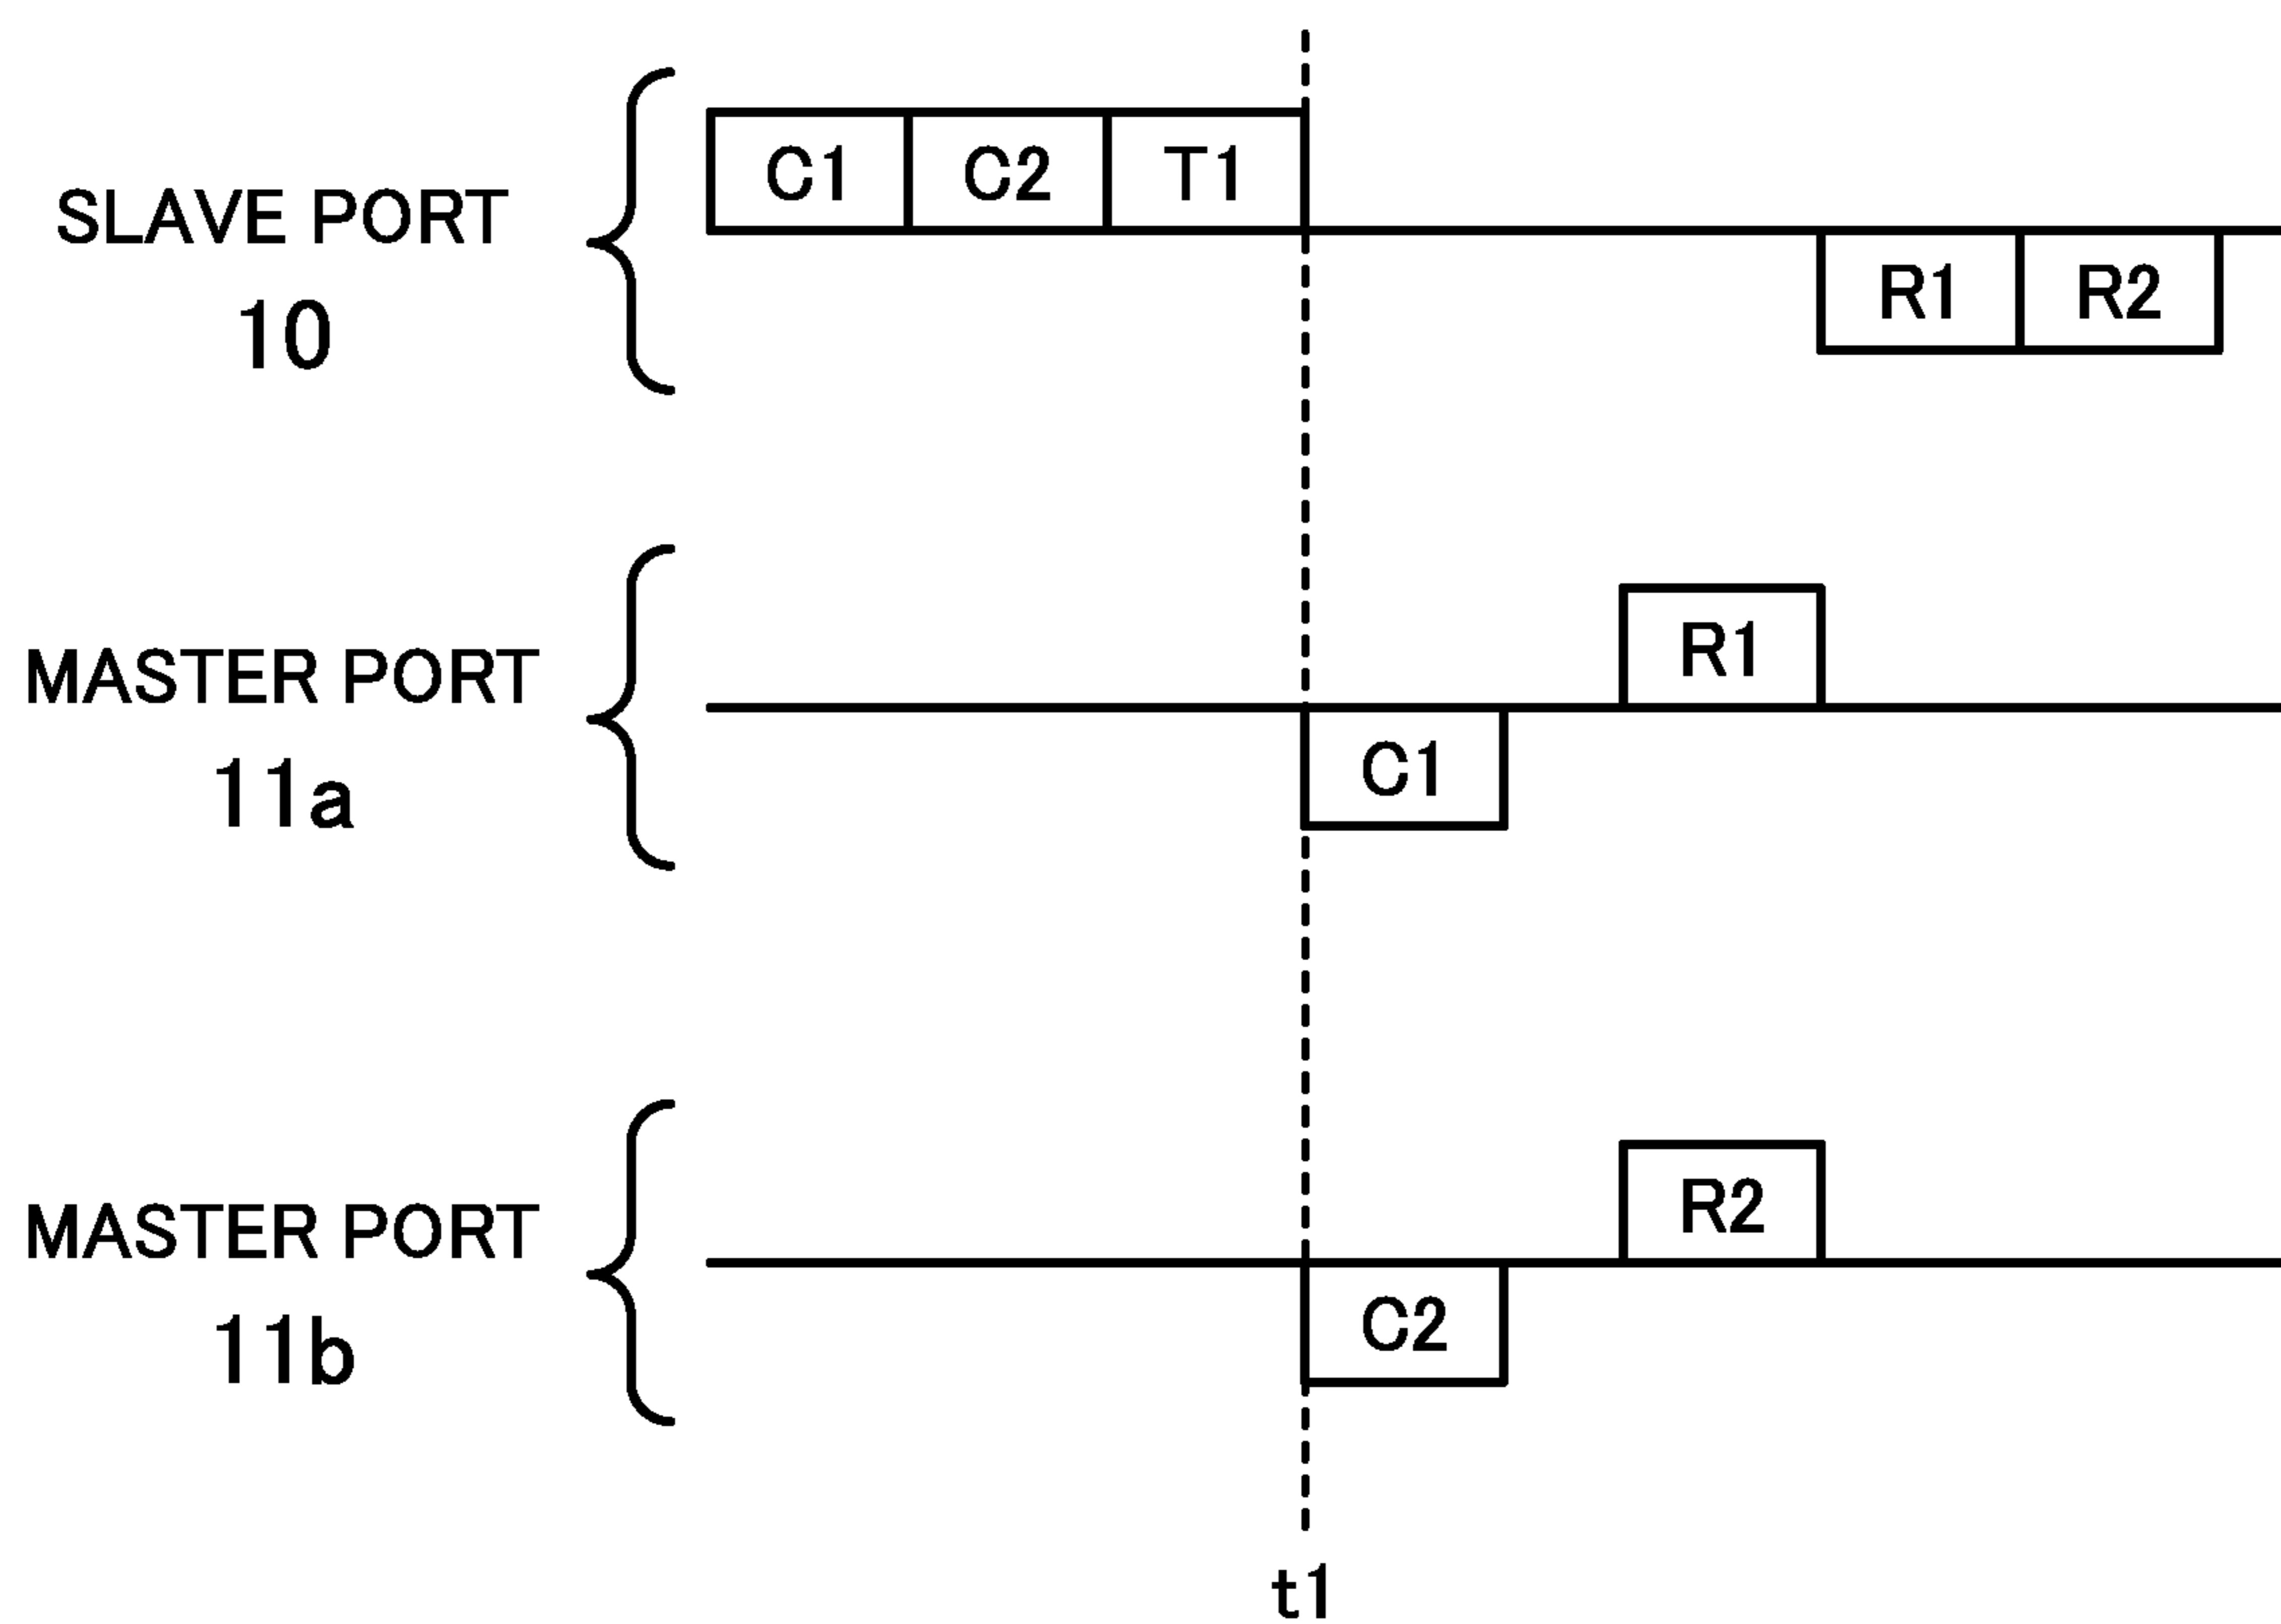 C1 C2 T1
SLAVE PORT
10
R1 R2
MASTER PORT
11a
R1
C1
MASTER PORT
11b
R2
C2
t1